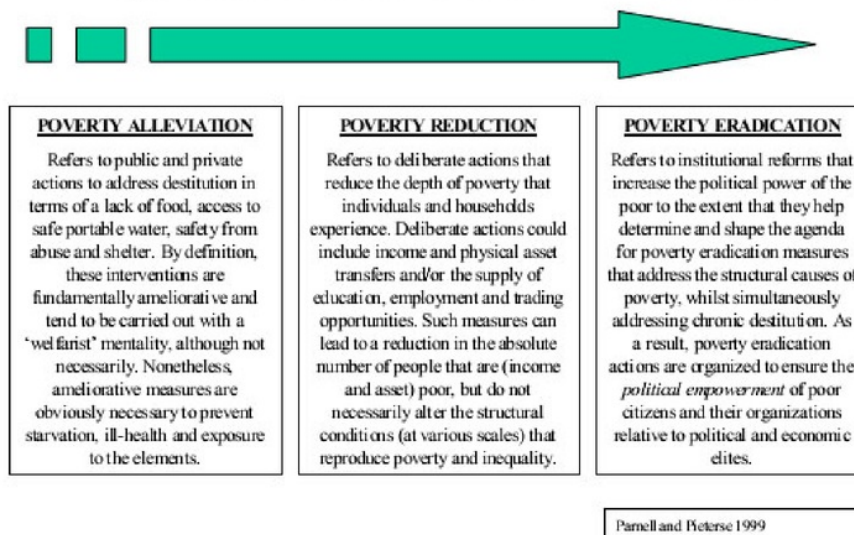 POVERTY ALLEVIATION
Refers to public and private
actions to address destitution in
terms of a lack of food, access to
safe portable water, safety from
abuse and shelter. By definition,
these interventions are
fundamentally ameliorative and
tend to be carried out with a
‘welfarist’ mentality, although not
necessarily. Nonetheless,
ameliorative measures are
obviously necessary to prevent
starvation, ill-health and exposure
to the elements.
POVERTY REDUCTION
Refers to deliberate actions that
reduce the depth of poverty that
individuals and households
experience. Deliberate actions could
include income and physical asset
transfers and/or the supply of
education, employment and trading
opportunities. Such measures can
lead to a reduction in the absolute
number of people that are (income
and asset) poor, but do not
necessarily alter the structural
conditions (at various scales) that
reproduce poverty and inequality.
POVERTY ERADICATION
Refers to institutional reforms that
increase the political power of the
poor to the extent that they help
determine and shape the agenda
for poverty eradication measures
that address the structural causes of
poverty, whilst simultaneously
addressing chronic destitution. As
a result, poverty eradication
actions are organized to ensure the
political empowerment of poor
citizens and their organizations
relative to political and economic
elites.
Parnell and Pieterse 1999